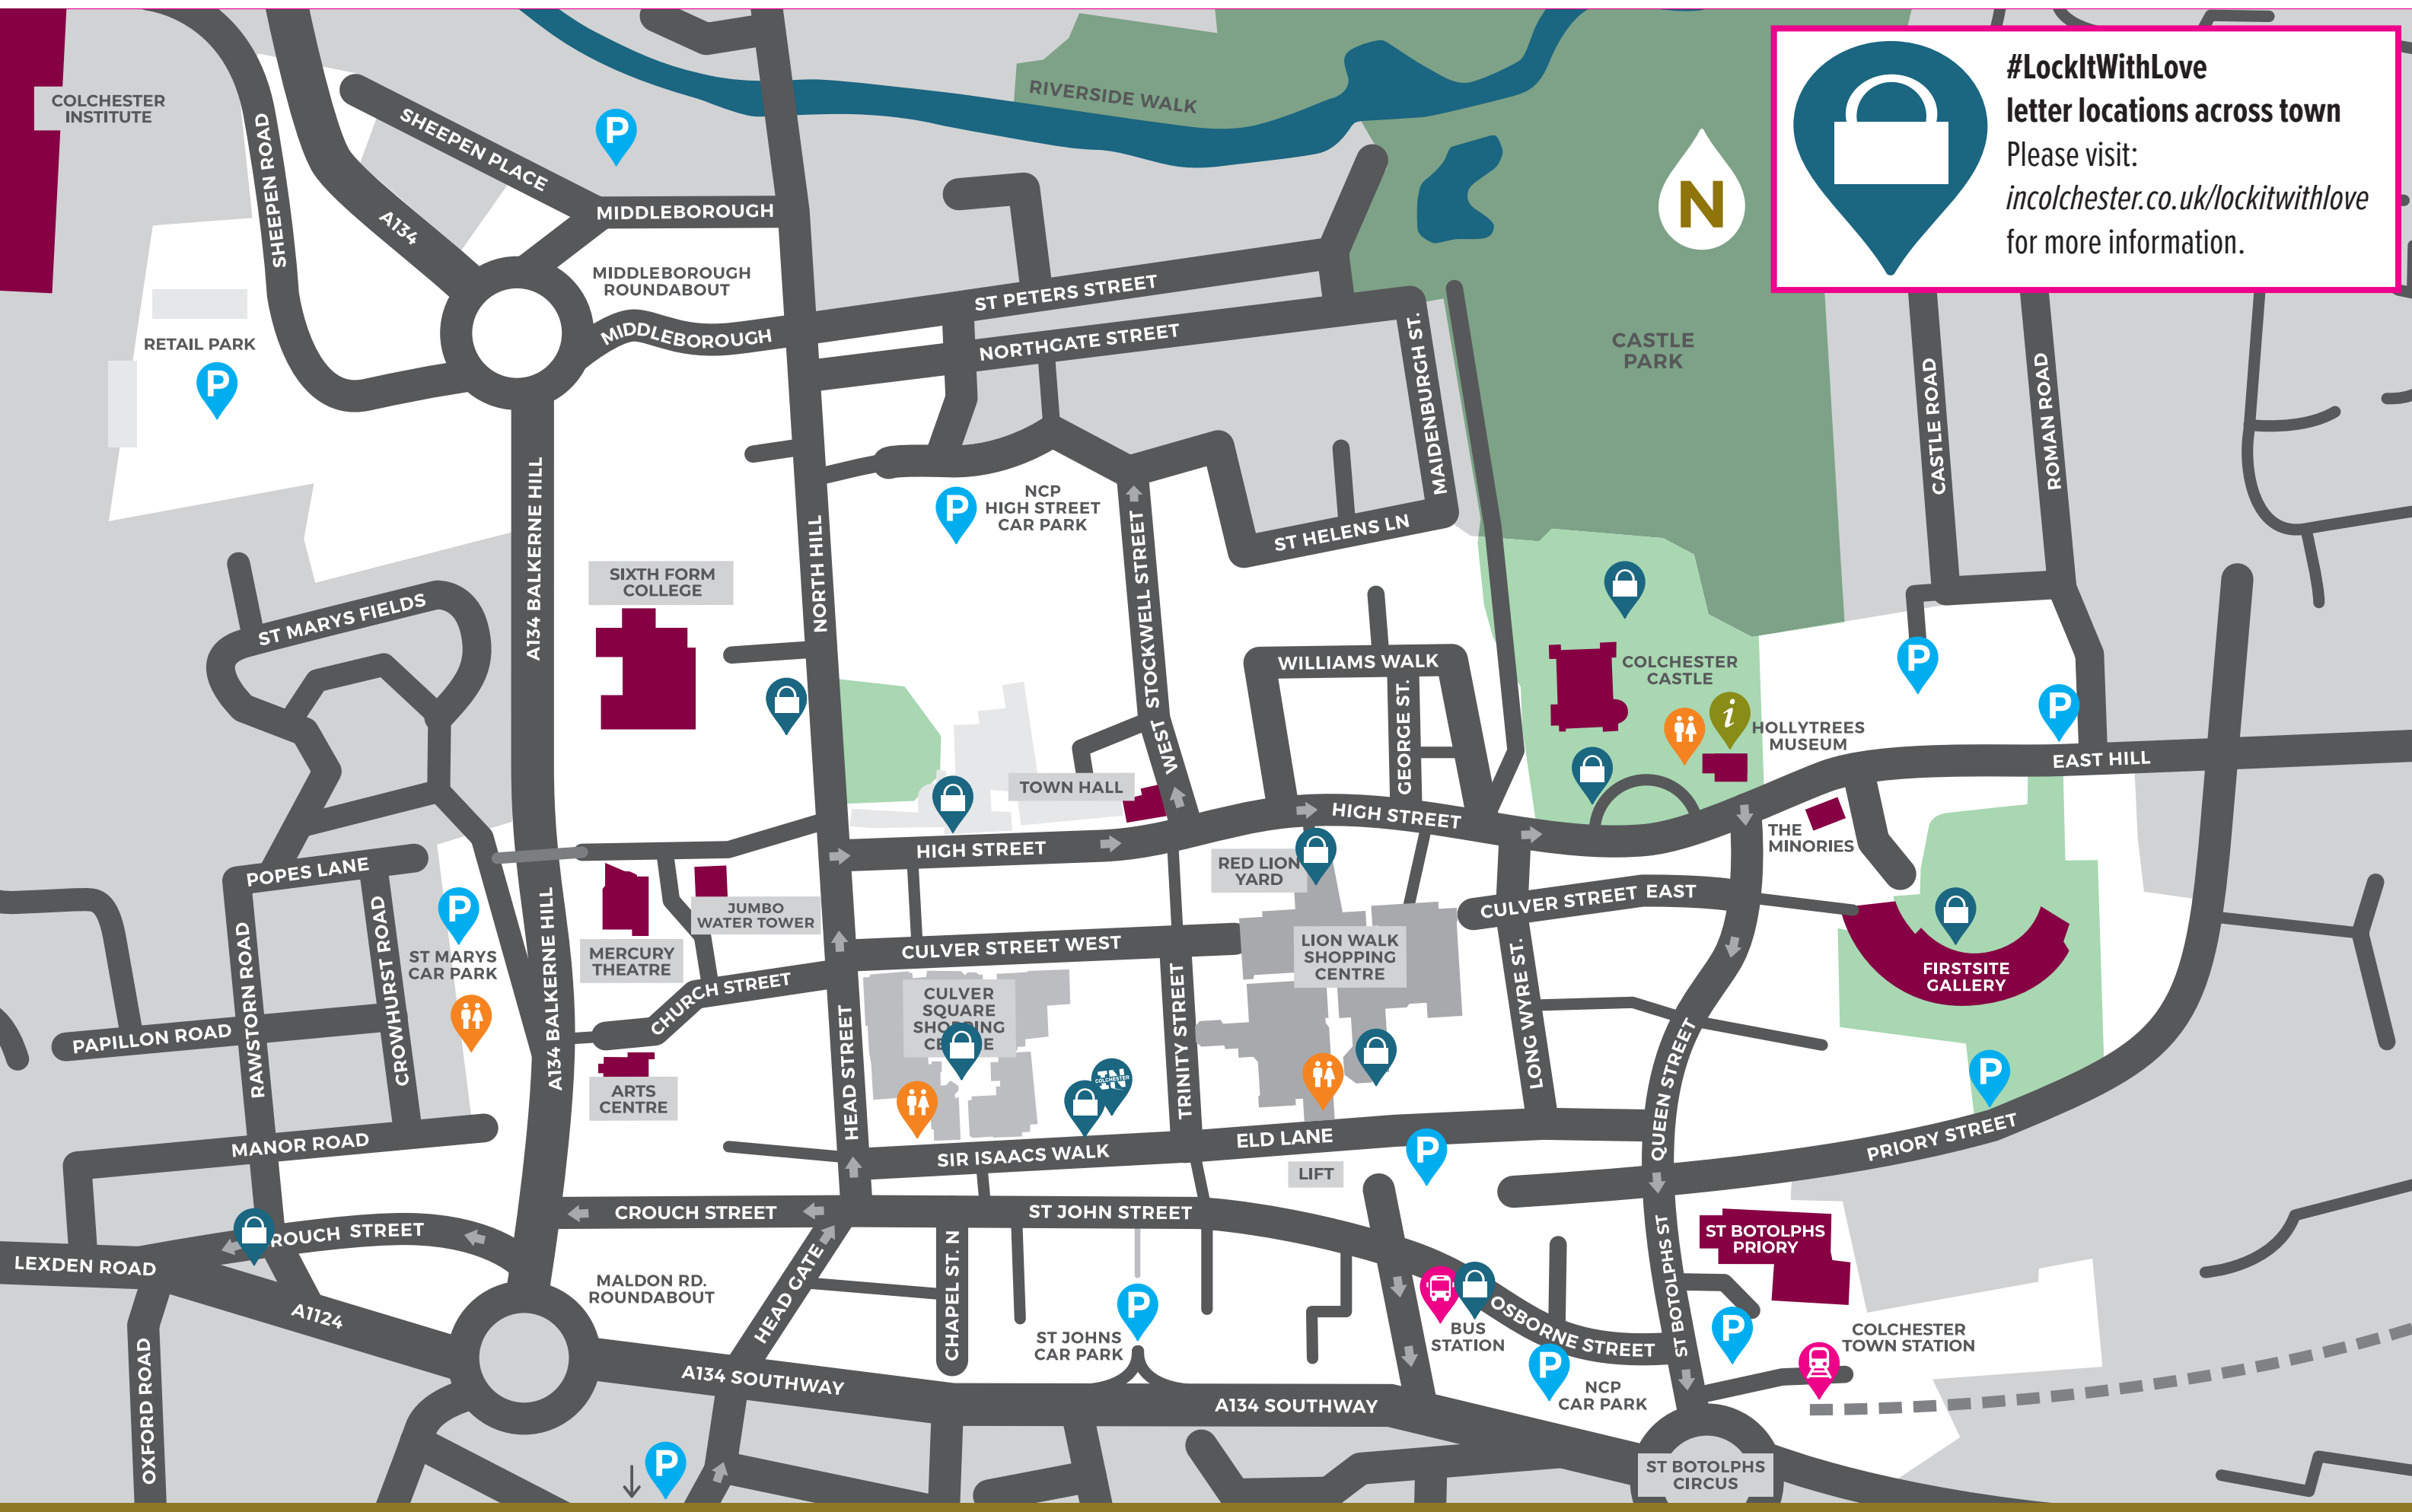 #LockItWithLove
letter locations across town
Please visit:
incolchester.co.uk/lockitwithlove
for more information.
COLCHESTER
INSTITUTE
SHEEPEN ROAD
SHEEPEN PLACE
A134
P
MIDDLEBOROUGH
RIVERSIDE WALK
N
MIDDLEBOROUGH
ROUNDABOUT
MIDDLEBOROUGH
ST PETERS STREET
NORTHGATE STREET
MAIDENBURGH ST.
CASTLE
PARK
CASTLE ROAD
ROMAN ROAD
RETAIL PARK
P
A134 BALKERNE HILL
NORTH HILL
P
NCP
HIGH STREET
CAR PARK
WEST STOCKWELL STREET
ST HELENS LN
SIXTH FORM
COLLEGE
ST MARYS FIELDS
WILLIAMS WALK
GEORGE ST.
COLCHESTER
CASTLE
i
HOLLYTREES
MUSEUM
P
P
EAST HILL
TOWN HALL
HIGH STREET
HIGH STREET
THE
MINORIES
RED LION
YARD
POPES LANE
RAWSTORN ROAD
CROWHURST ROAD
P
ST MARYS
CAR PARK
A134 BALKERNE HILL
MERCURY
THEATRE
JUMBO
WATER TOWER
CHURCH STREET
CULVER STREET WEST
CULVER STREET EAST
LION WALK
SHOPPING
CENTRE
LONG WYRE ST.
FIRSTSITE
GALLERY
PAPILLON ROAD
ARTS
CENTRE
HEAD STREET
CULVER
SQUARE
SHOPPING
CE E
IN
COLCHESTER
TRINITY STREET
QUEEN STREET
P
PRIORY STREET
MANOR ROAD
SIR ISAACS WALK
ELD LANE
LIFT
P
ROUCH STREET
CROUCH STREET
ST JOHN STREET
LEXDEN ROAD
A1124
OXFORD ROAD
MALDON RD.
ROUNDABOUT
HEAD GATE
CHAPEL ST. N
P
ST JOHNS
CAR PARK
BUS
STATION
OSBORNE STREET
ST BOTOLPHS ST
ST BOTOLPHS
PRIORY
P
COLCHESTER
TOWN STATION
P
NCP
CAR PARK
A134 SOUTHWAY
A134 SOUTHWAY
P
ST BOTOLPHS
CIRCUS